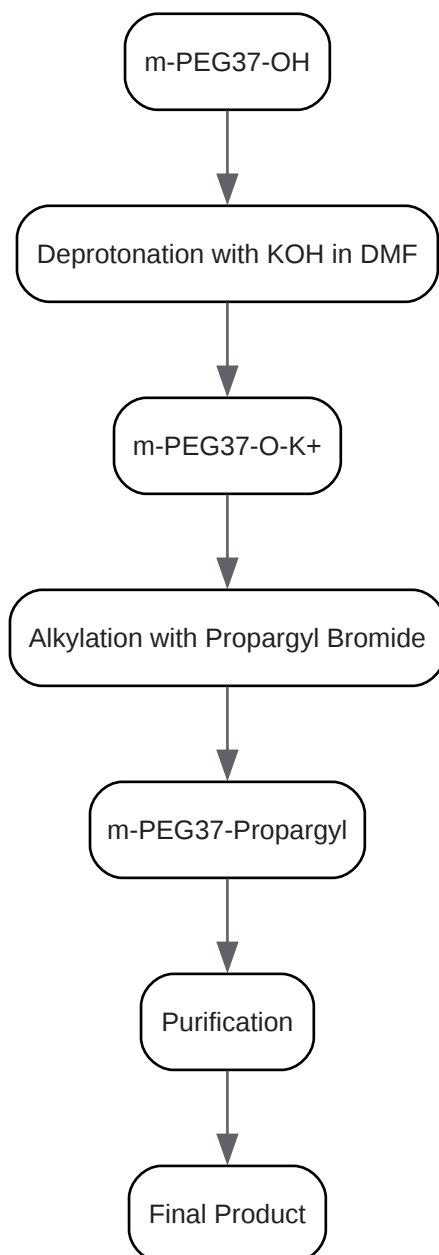 m-PEG37-OH
Deprotonation with KOH in DMF
m-PEG37-O-K+
Alkylation with Propargyl Bromide
m-PEG37-Propargyl
Purification
Final Product